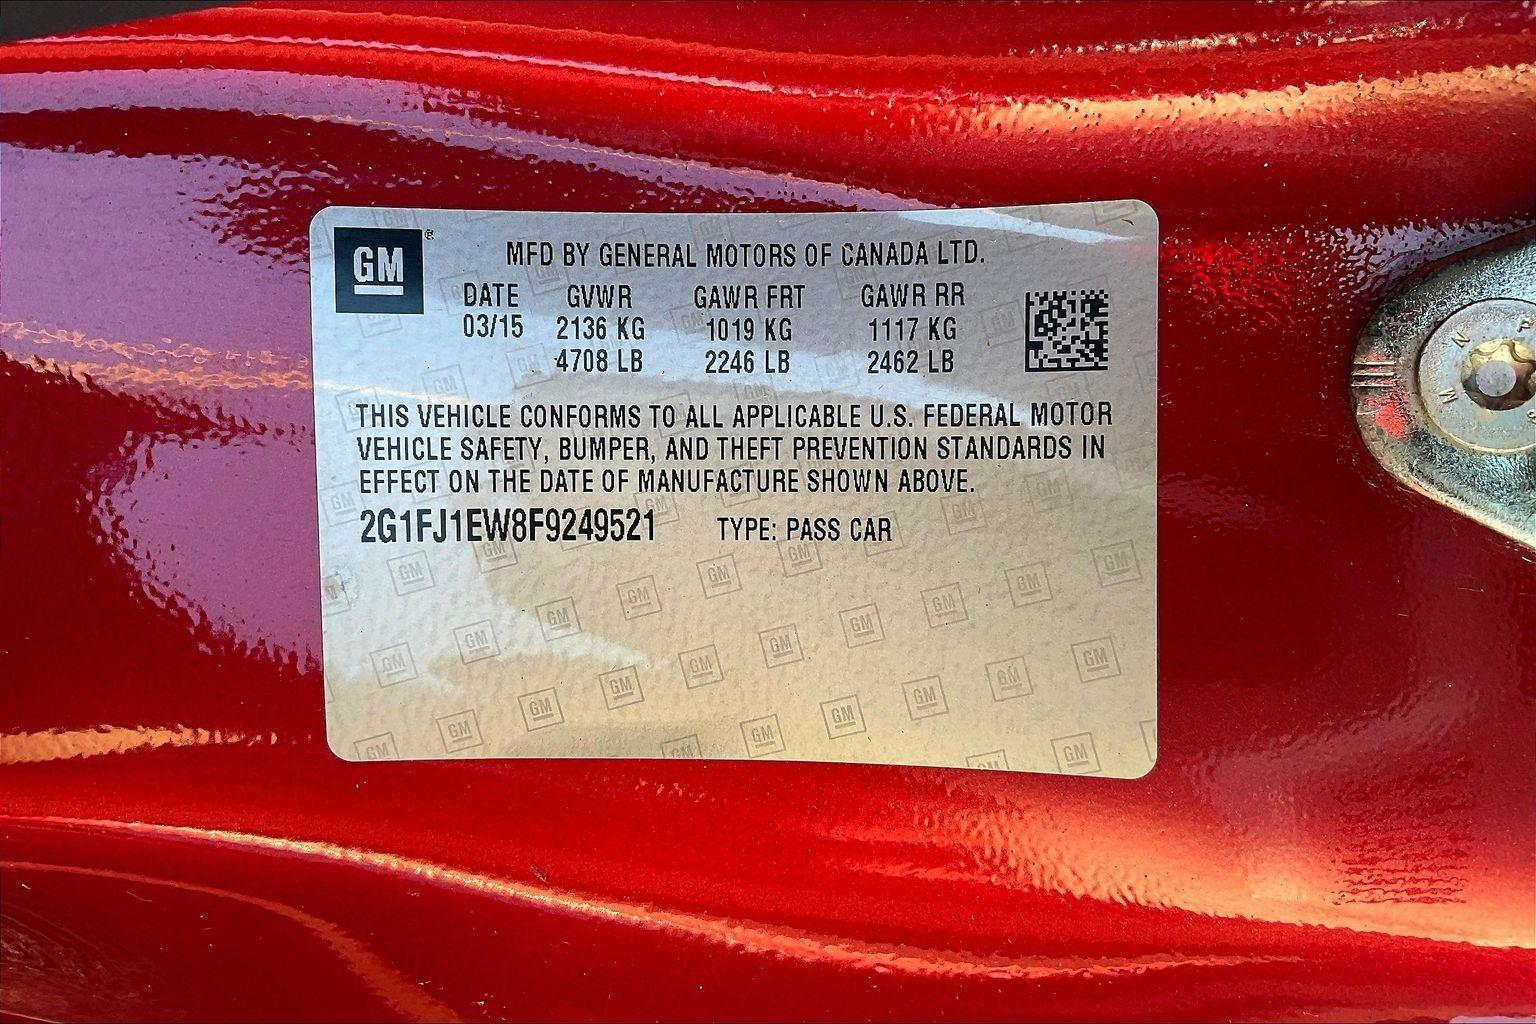 GM®
MFD BY GENERAL MOTORS OF CANADA LTD.
DATE GVWR GAWR FRT GAWR RR
03/15 2136 KG 1019 KG 1117 KG
4708 LB 2246 LB 2462 LB
THIS VEHICLE CONFORMS TO ALL APPLICABLE U.S. FEDERAL MOTOR
VEHICLE SAFETY, BUMPER, AND THEFT PREVENTION STANDARDS IN
EFFECT ON THE DATE OF MANUFACTURE SHOWN ABOVE.
2G1FJ1EW8F9249521 TYPE: PASS CAR